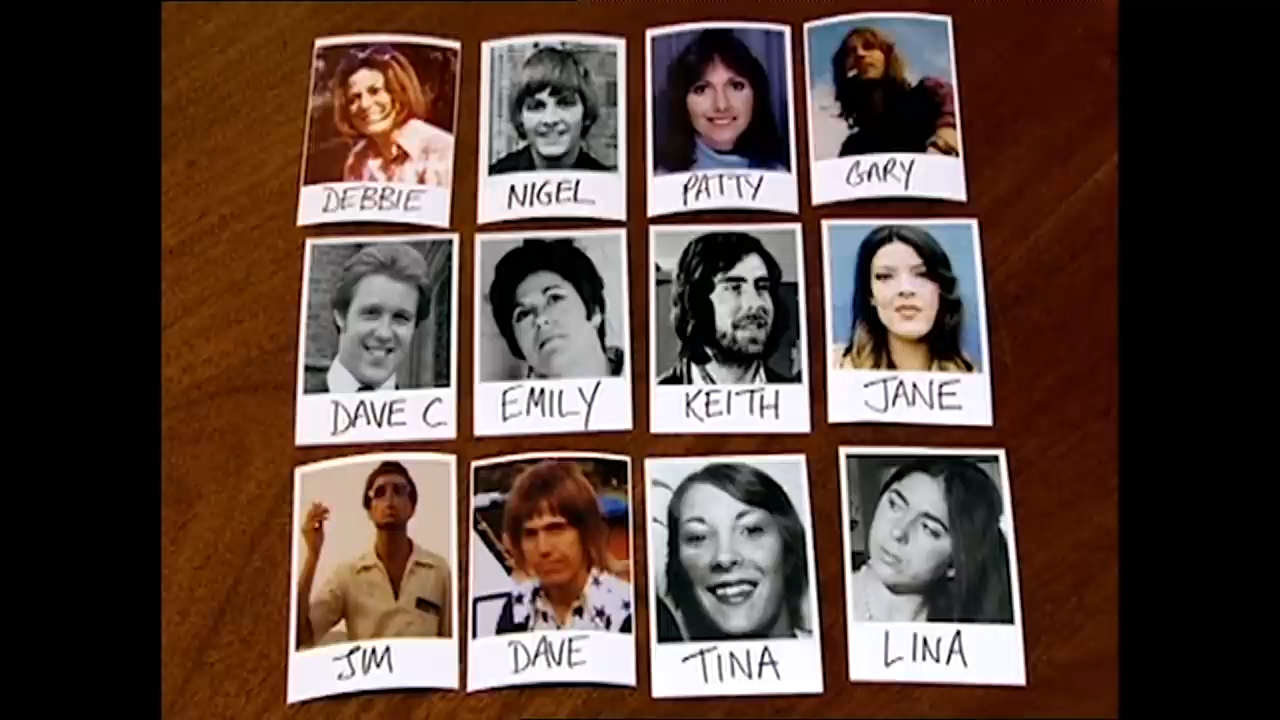 DEBBIE
NIGEL
PATTY
GARY
DAVE C
EMILY
KEITH
JANE
JIM
DAVE
TINA
LINA